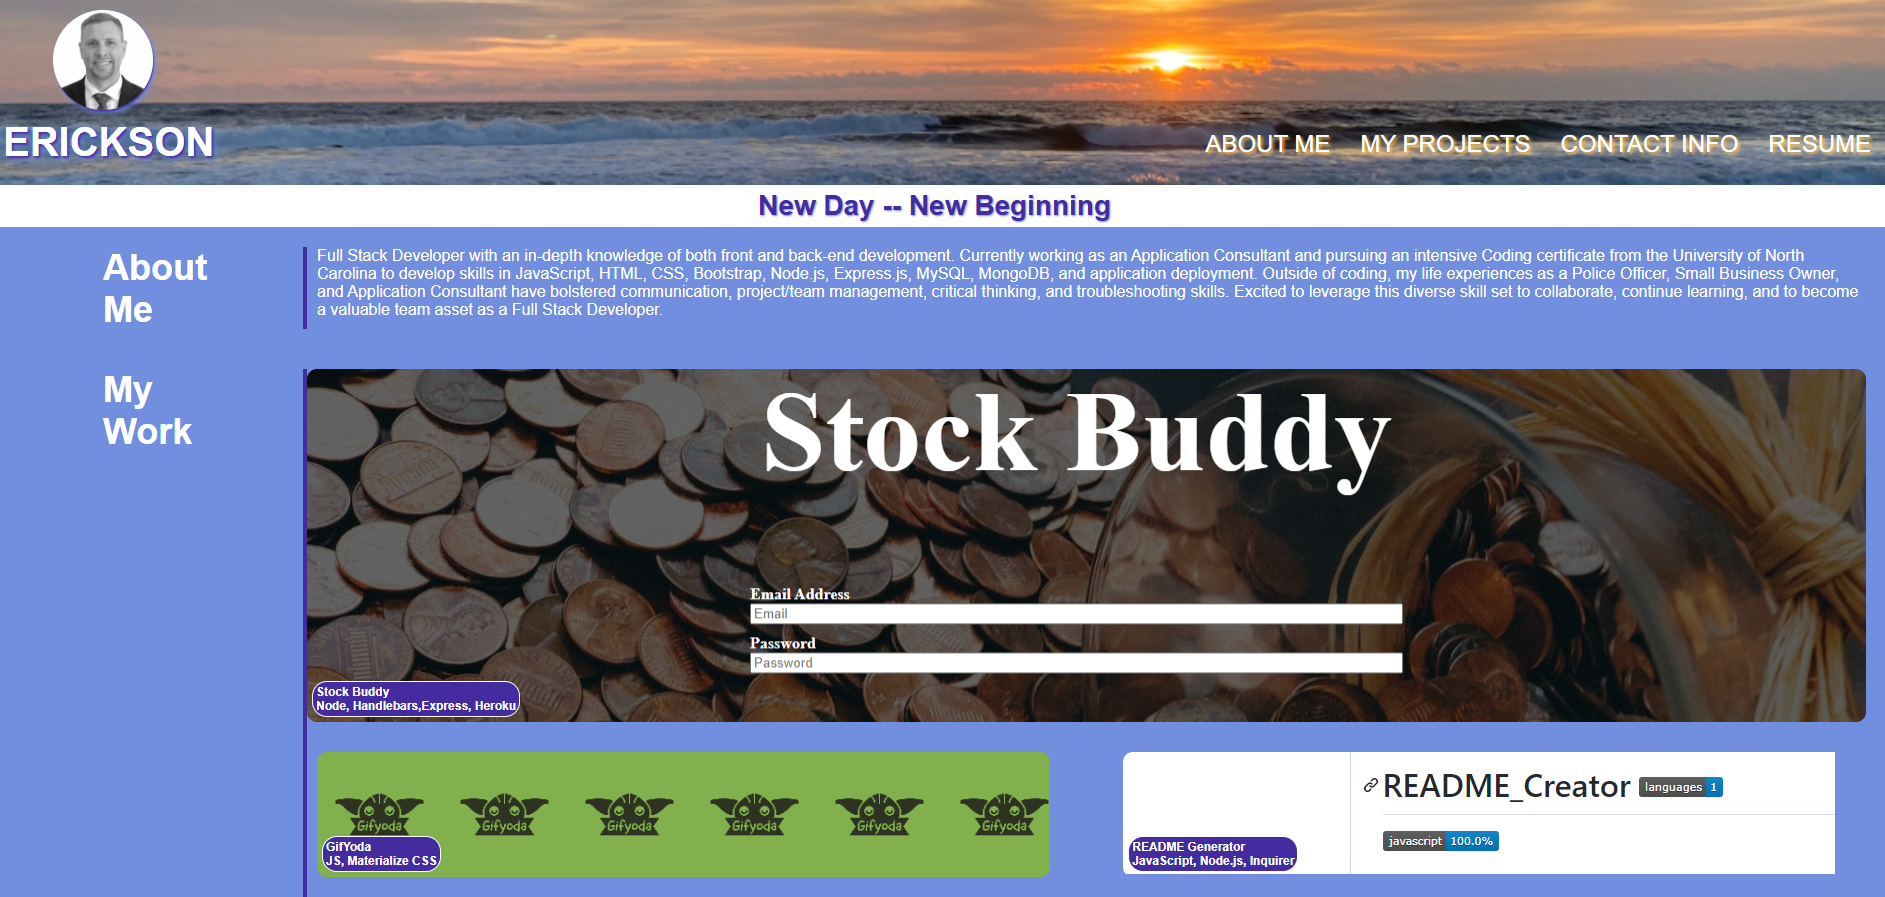 ERICKSON
ABOUT ME MY PROJECTS CONTACT INFO RESUME
New Day -- New Beginning
About
Me
Full Stack Developer with an in-depth knowledge of both front and back-end development. Currently working as an Application Consultant and pursuing an intensive Coding certificate from the University of North
Carolina to develop skills in JavaScript, HTML, CSS, Bootstrap, Node.js, Express.js, MySQL, MongoDB, and application deployment. Outside of coding, my life experiences as a Police Officer, Small Business Owner,
and Application Consultant have bolstered communication, project/team management, critical thinking, and troubleshooting skills. Excited to leverage this diverse skill set to collaborate, continue learning, and to become
a valuable team asset as a Full Stack Developer.
My
Work
Stock Buddy
Email Address
Email
Password
Password
Stock Buddy
Node, Handlebars,Express, Heroku
Gifyoda Gifyoda Gifyoda Gifyoda Gifyoda Gifyoda
GifYoda
JS, Materialize CSS
README_Creator languages 1
javascript 100.0%
README Generator
JavaScript, Node.js, Inquirer